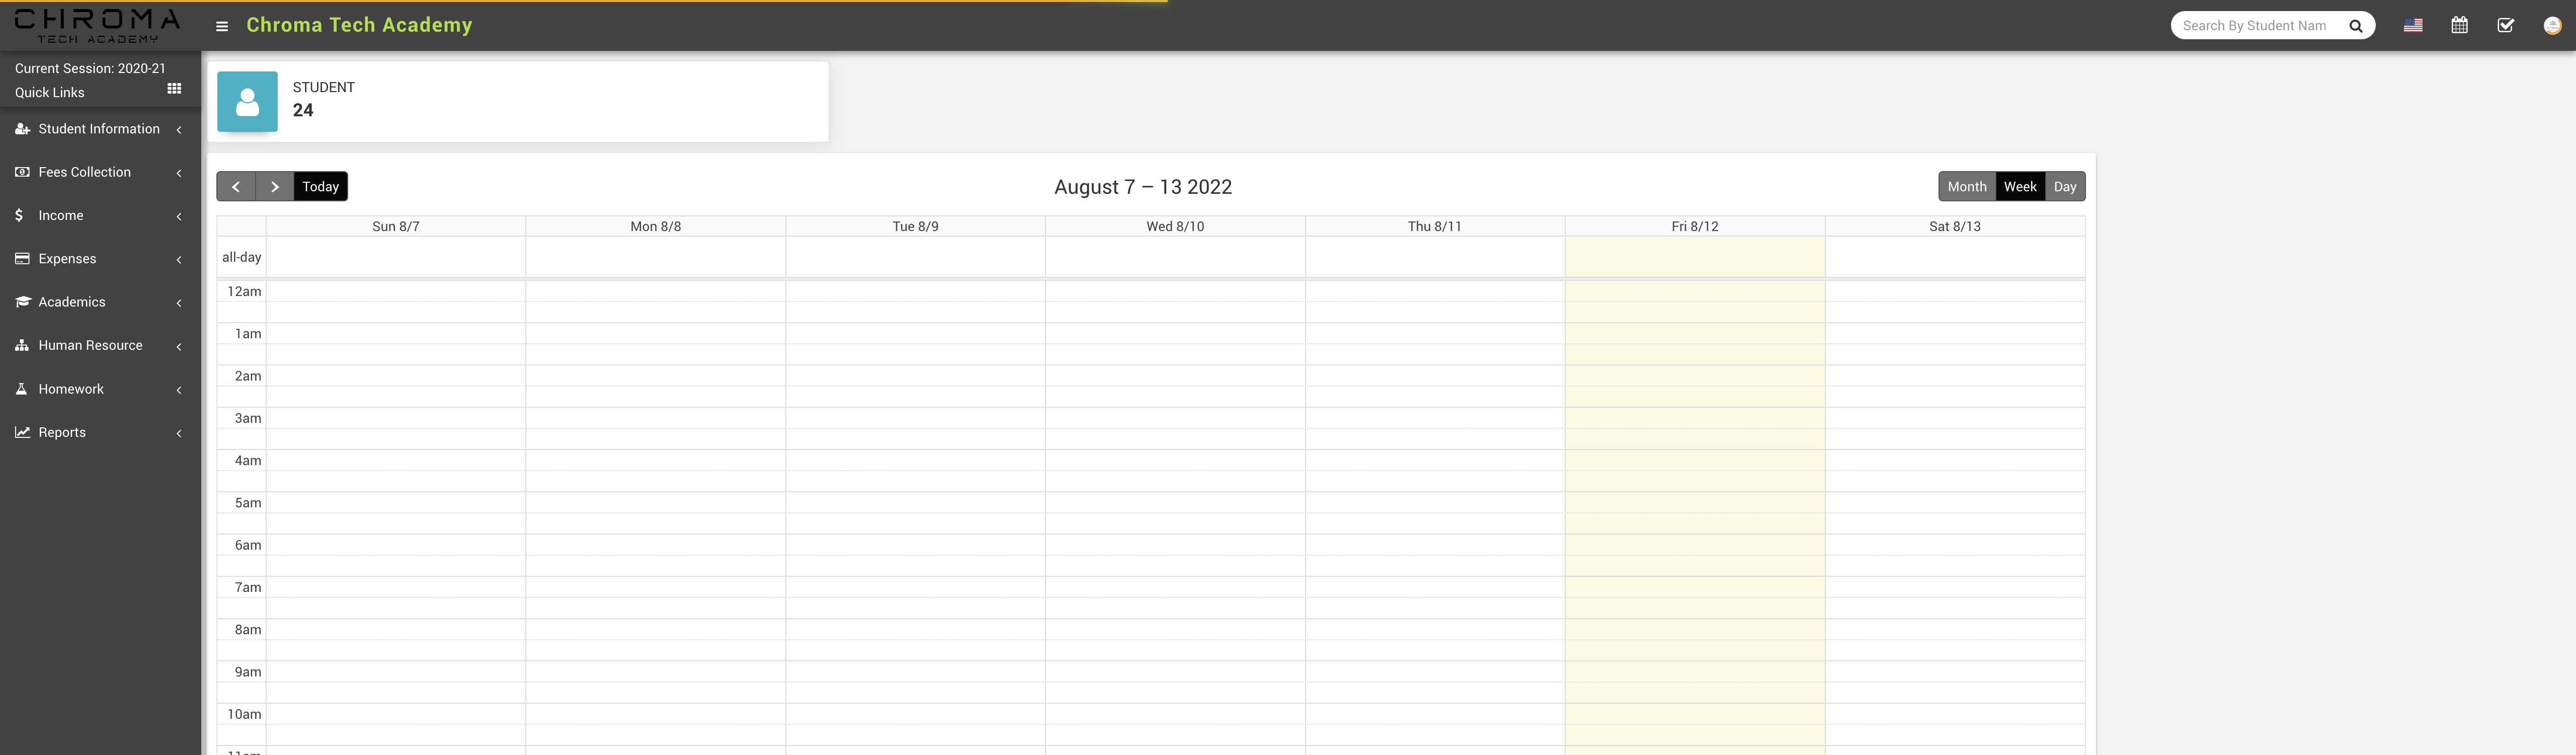 CHROMA
TECH ACADEMY
Chroma Tech Academy
Search By Student Nam
Current Session: 2020-21
Quick Links
Student Information
Fees Collection
Income
Expenses
Academics
Human Resource
Homework
Reports
STUDENT
24
Today
August 7 – 13 2022
Month Week Day
Sun 8/7 Mon 8/8 Tue 8/9 Wed 8/10 Thu 8/11 Fri 8/12 Sat 8/13
all-day
12am
1am
2am
3am
4am
5am
6am
7am
8am
9am
10am